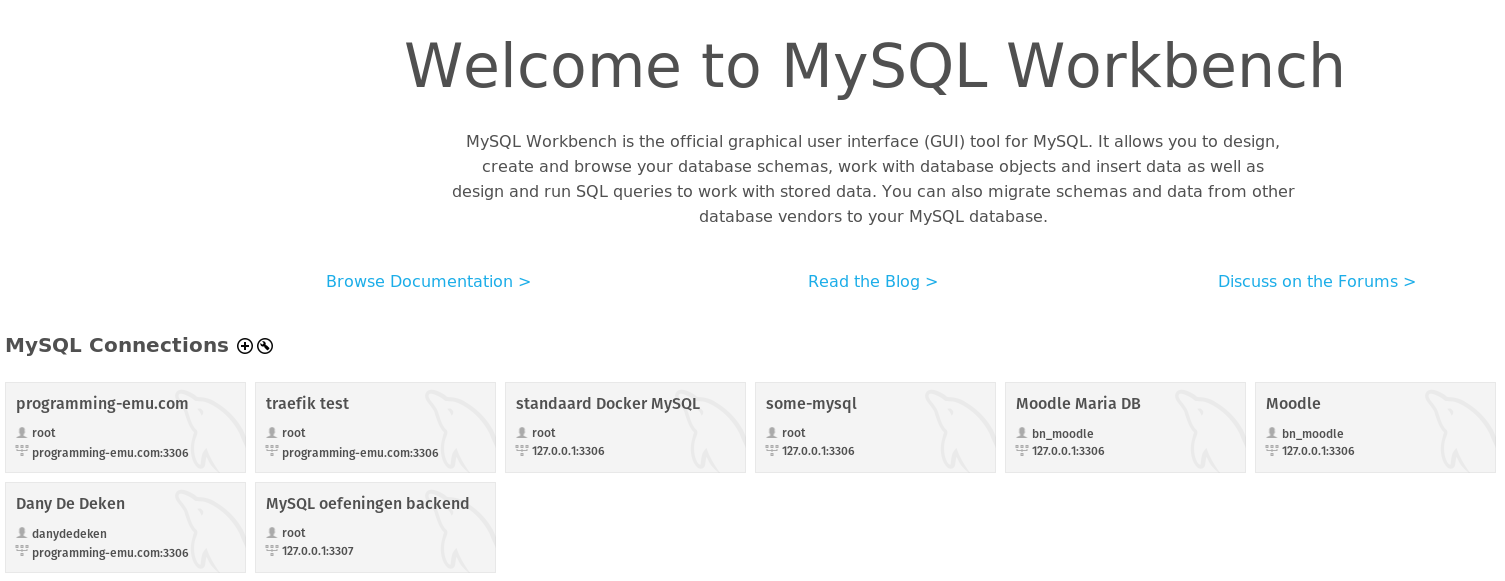 Welcome to MySQL Workbench
MySQL Workbench is the official graphical user interface (GUI) tool for MySQL. It allows you to design,
create and browse your database schemas, work with database objects and insert data as well as
design and run SQL queries to work with stored data. You can also migrate schemas and data from other
database vendors to your MySQL database.
Browse Documentation >
Read the Blog >
Discuss on the Forums >
MySQL Connections
programming-emu.com
root
programming-emu.com:3306
traefik test
root
programming-emu.com:3306
standaard Docker MySQL
root
127.0.0.1:3306
some-mysql
root
127.0.0.1:3306
Moodle Maria DB
bn_moodle
127.0.0.1:3306
Moodle
bn_moodle
127.0.0.1:3306
Dany De Deken
danydedeken
programming-emu.com:3306
MySQL oefeningen backend
root
127.0.0.1:3307